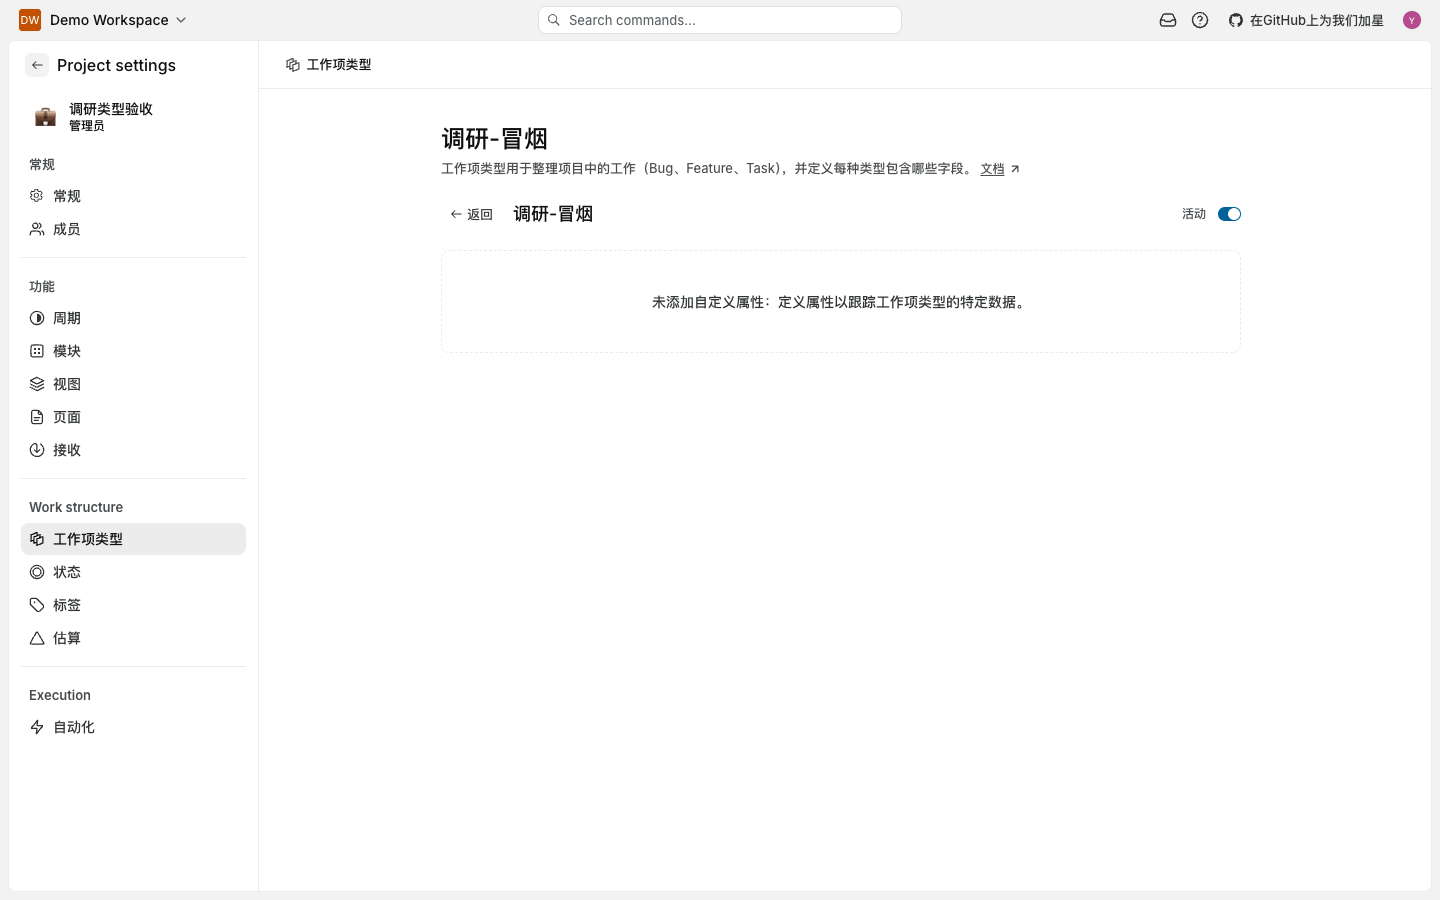 DW Demo Workspace
Search commands...
在GitHub上为我们加星
Y
Project settings
工作项类型
调研类型验收
管理员
常规
常规
成员
功能
周期
模块
视图
页面
接收
Work structure
工作项类型
状态
标签
估算
Execution
自动化
调研-冒烟
工作项类型用于整理项目中的工作（Bug、Feature、Task），并定义每种类型包含哪些字段。 文档
返回 调研-冒烟
活动
未添加自定义属性：定义属性以跟踪工作项类型的特定数据。